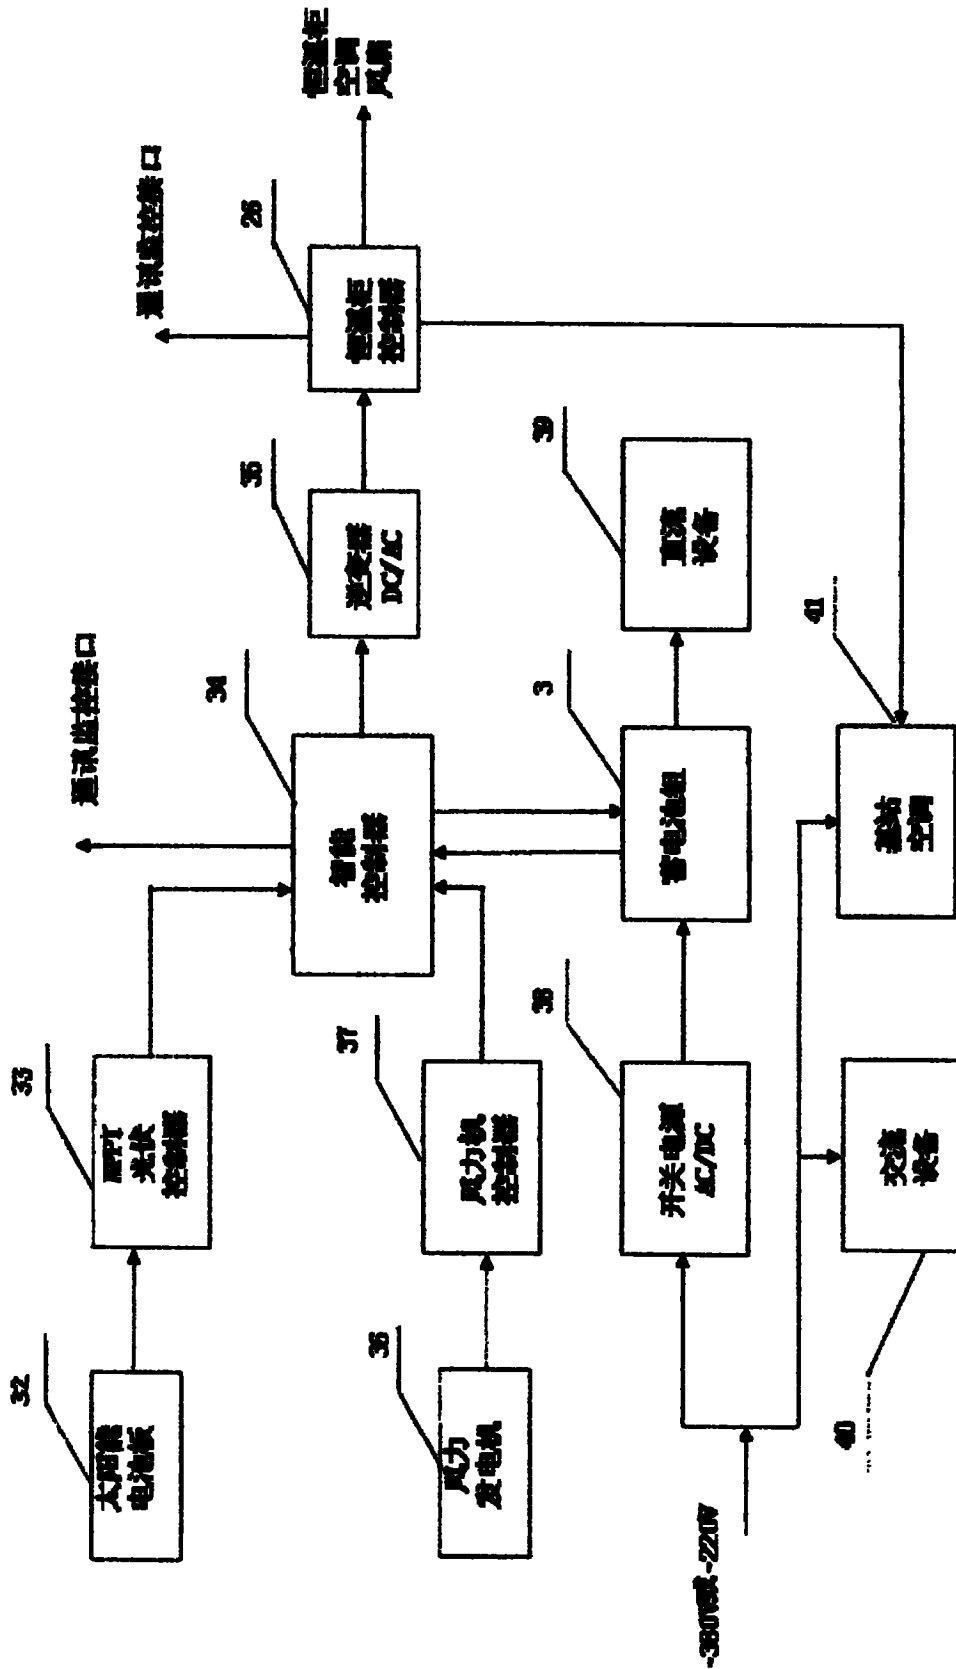 恒温柜
空调
风扇
通讯监控接口
26
恒温柜
控制器
35
逆变器
DC/AC
39
直流
设备
通讯监控接口
34
智能
控制器
3
蓄电池组
41
基站
空调
33
MPPT
光伏
控制器
37
风力机
控制器
38
开关电源
AC/DC
交流
设备
40
32
太阳能
电池板
36
风力
发电机
~380V或~220V